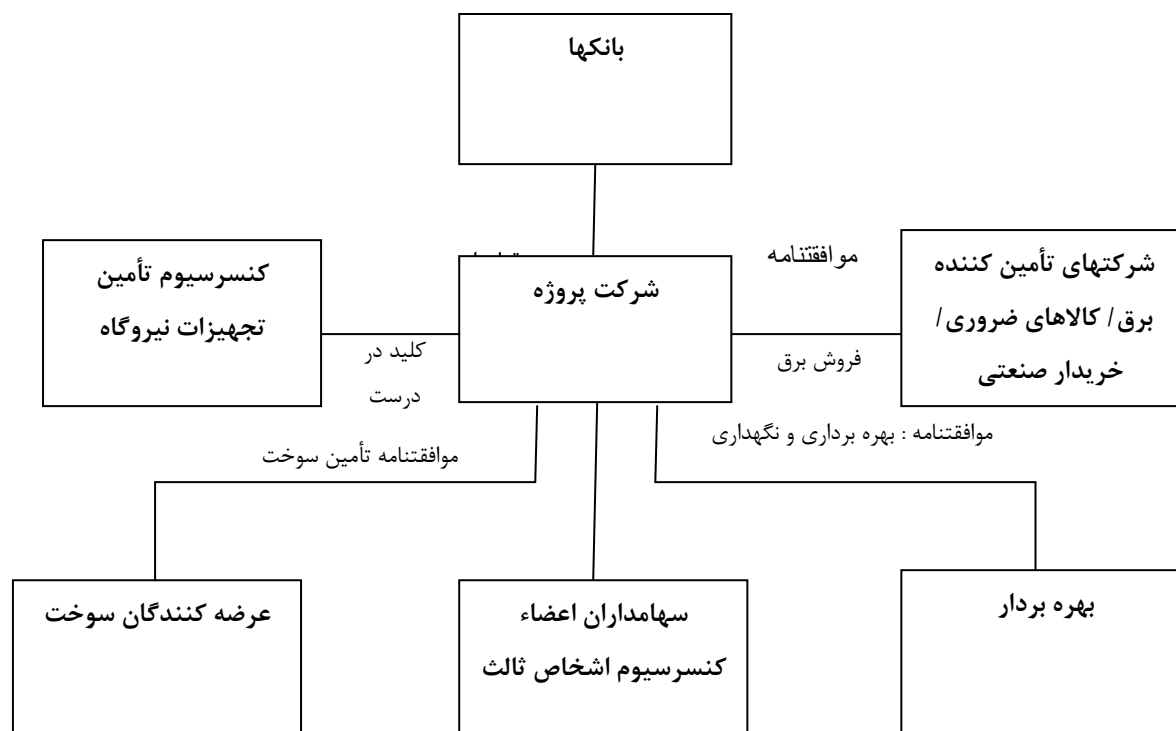 بانکها
موافقتنامه
شرکتهای تأمین کننده
برق/ کالاهای ضروری/
خریدار صنعتی
شرکت پروژه
کنسرسیوم تأمین
تجهیزات نیروگاه
فروش برق
کلید در
درست
موافقتنامه : بهره برداری و نگهداری
موافقتنامه تأمین سوخت
بهره بردار
سهامداران اعضاء
کنسرسیوم اشخاص ثالث
عرضه کنندگان سوخت